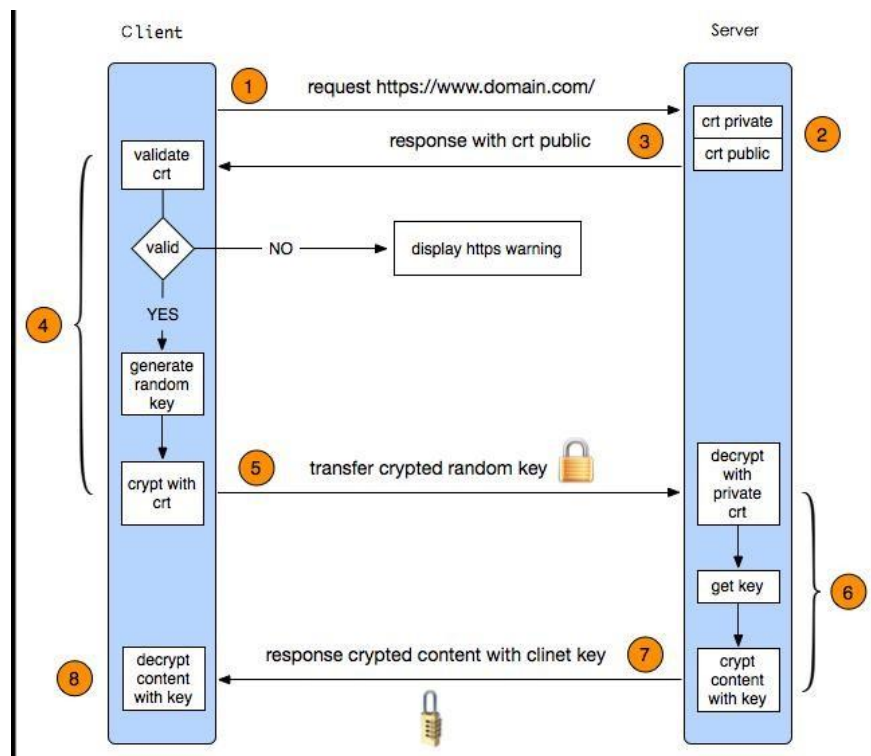 Client
Server
1
request https://www.domain.com/
crt private
2
response with crt public
3
crt public
validate
crt
valid
NO
display https warning
4
YES
generate
random
key
5
transfer crypted random key
crypt with
crt
decrypt
with
private
crt
get key
6
response crypted content with clinet key
7
8
decrypt
content
with key
crypt
content
with key